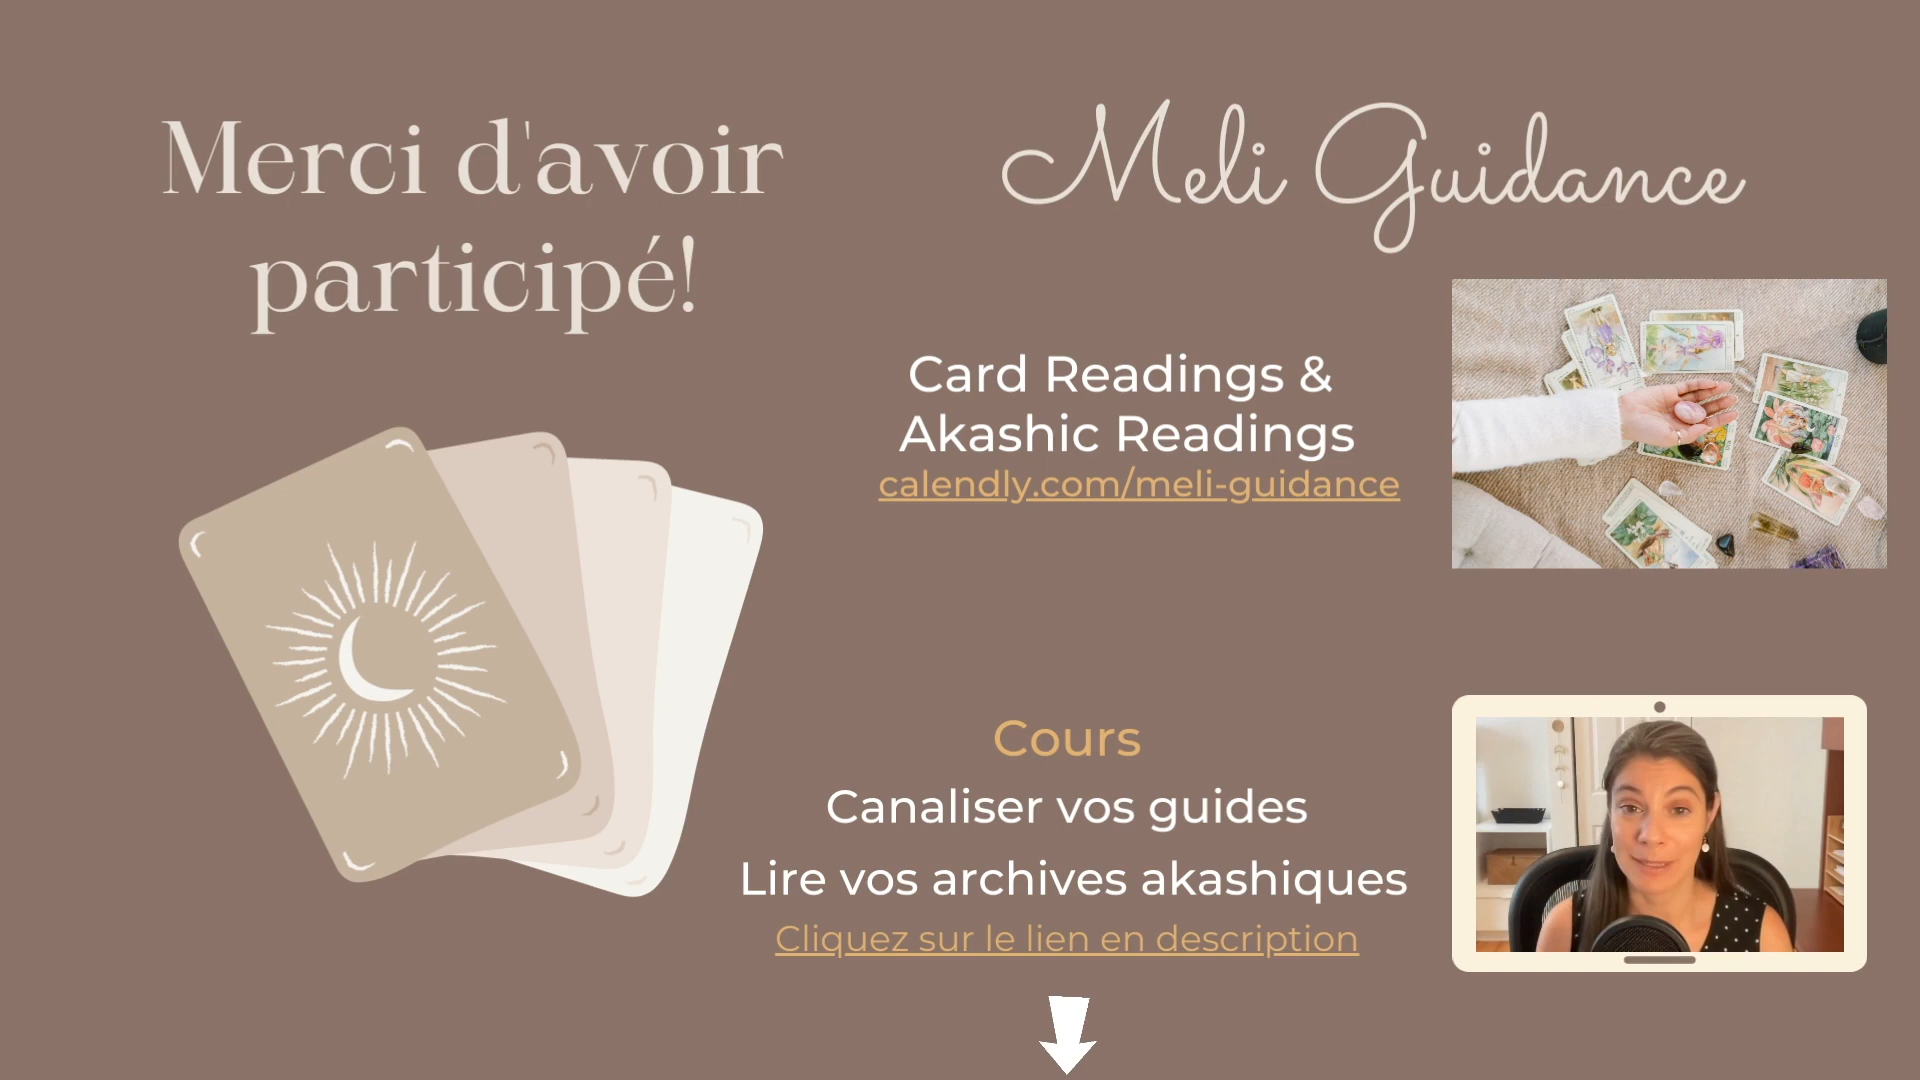 Merci d'avoir
participé!
Meli Guidance
Card Readings &
Akashic Readings
calendly.com/meli-guidance
Cours
Canaliser vos guides
Lire vos archives akashiques
Cliquez sur le lien en description